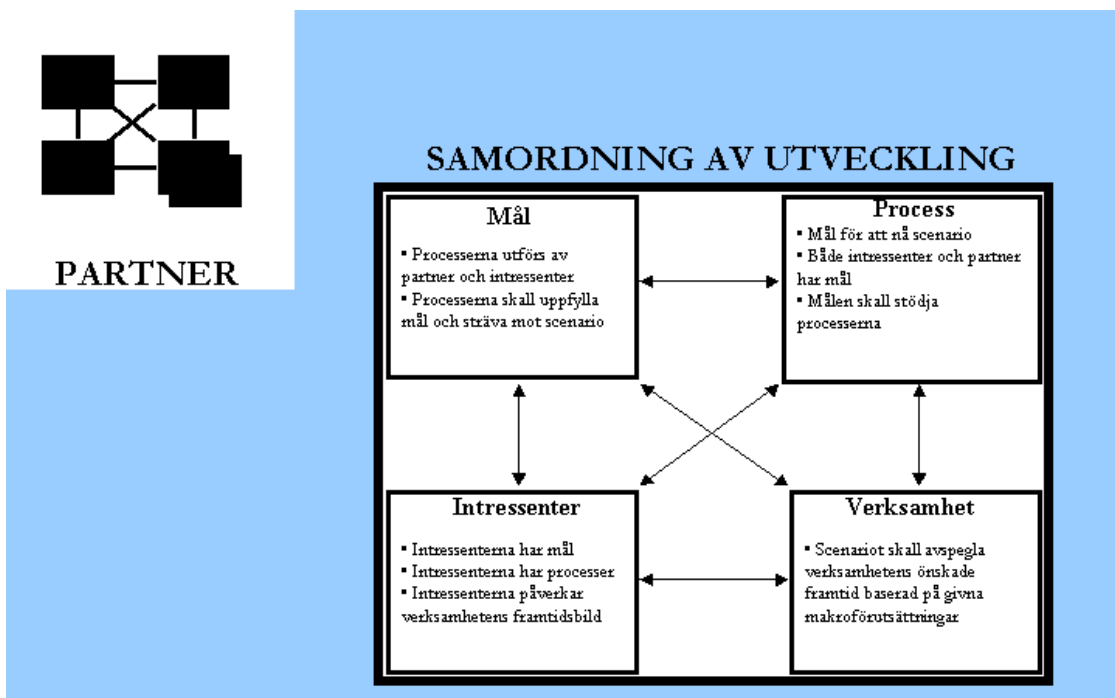 PARTNER
SAMORDNING AV UTVECKLING
Mål
▪ Processerna utförs av
partner och intressenter
▪ Processerna skall uppfylla
mål och sträva mot scenario
Process
▪ Mål för att nå scenario
▪ Både intressenter och partner
har mål
▪ Målen skall stödja
processerna
Intressenter
▪ Intressenterna har mål
▪ Intressenterna har processer
▪ Intressenterna påverkar
verksamhetens framtidsbild
Verksamhet
▪ Scenariot skall avspegla
verksamhetens önskade
framtid baserad på givna
makroförutsättningar